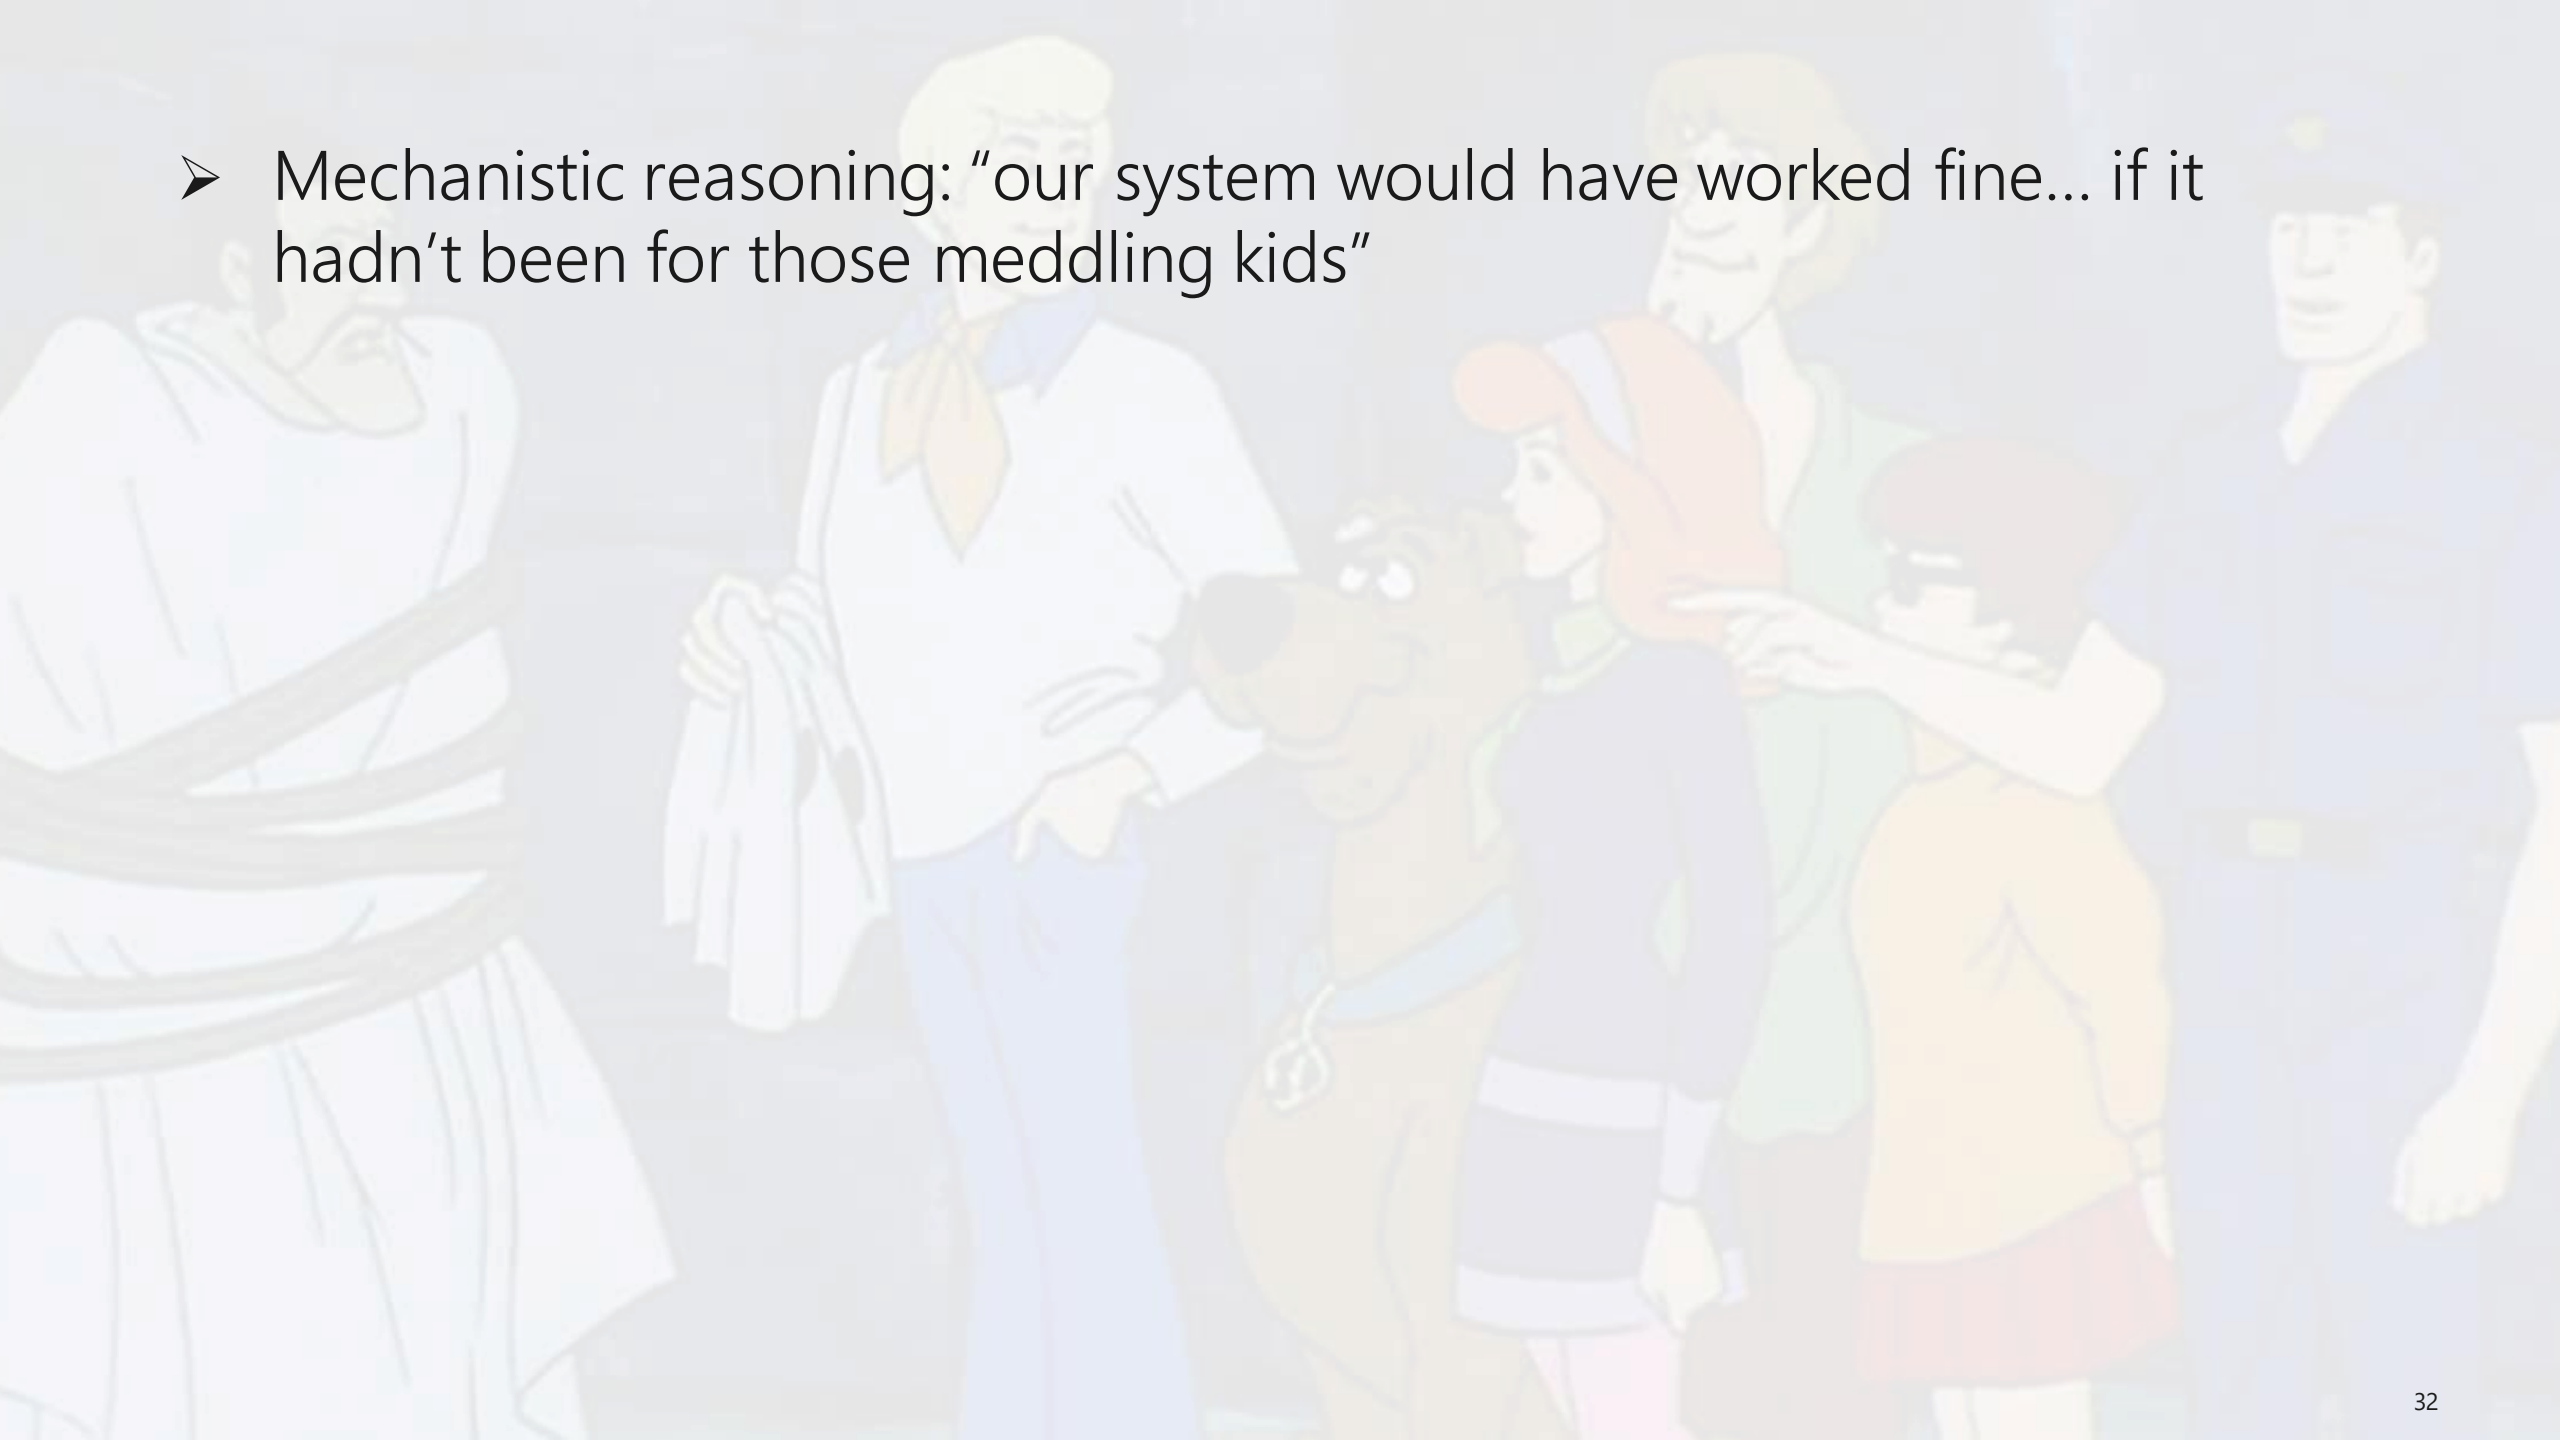 ➢ Mechanistic reasoning: “our system would have worked fine… if it
hadn’t been for those meddling kids”
32